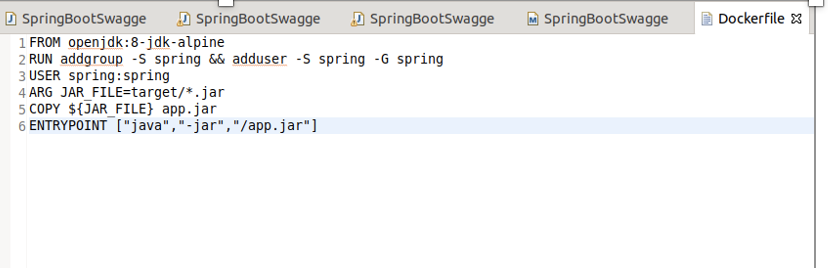 SpringBootSwagge SpringBootSwagge SpringBootSwagge SpringBootSwagge Dockerfile
1 FROM openjdk:8-jdk-alpine
2 RUN addgroup -S spring && adduser -S spring -G spring
3 USER spring:spring
4 ARG JAR_FILE=target/*.jar
5 COPY ${JAR_FILE} app.jar
6 ENTRYPOINT ["java","-jar","/app.jar"]